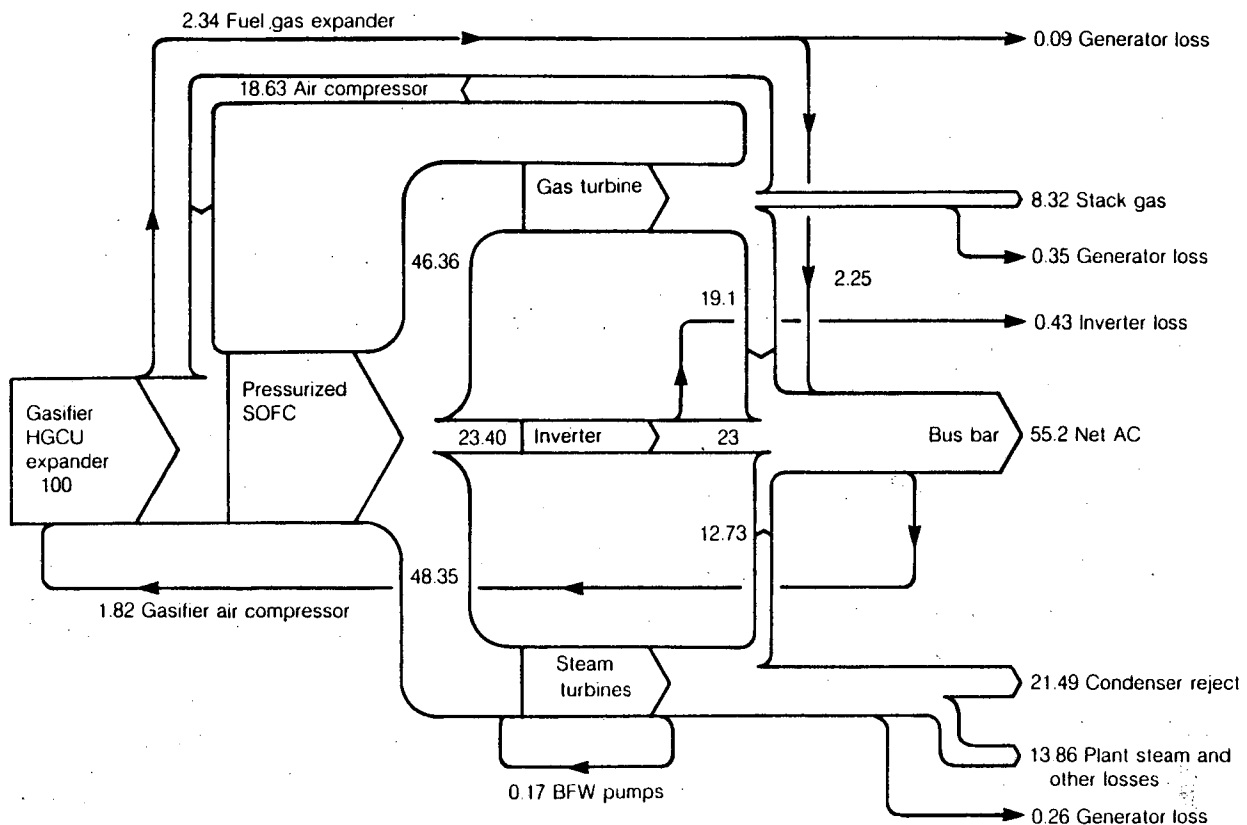 2.34 Fuel gas expander
0.09 Generator loss
18.63 Air compressor
Gas turbine
8.32 Stack gas
46.36
0.35 Generator loss
2.25
19.1
0.43 Inverter loss
Gasifier
HGCU
expander
100
Pressurized
SOFC
23.40
Inverter
23
Bus bar
55.2 Net AC
12.73
48.35
1.82 Gasifier air compressor
Steam
turbines
21.49 Condenser reject
13.86 Plant steam and
other losses
0.17 BFW pumps
0.26 Generator loss